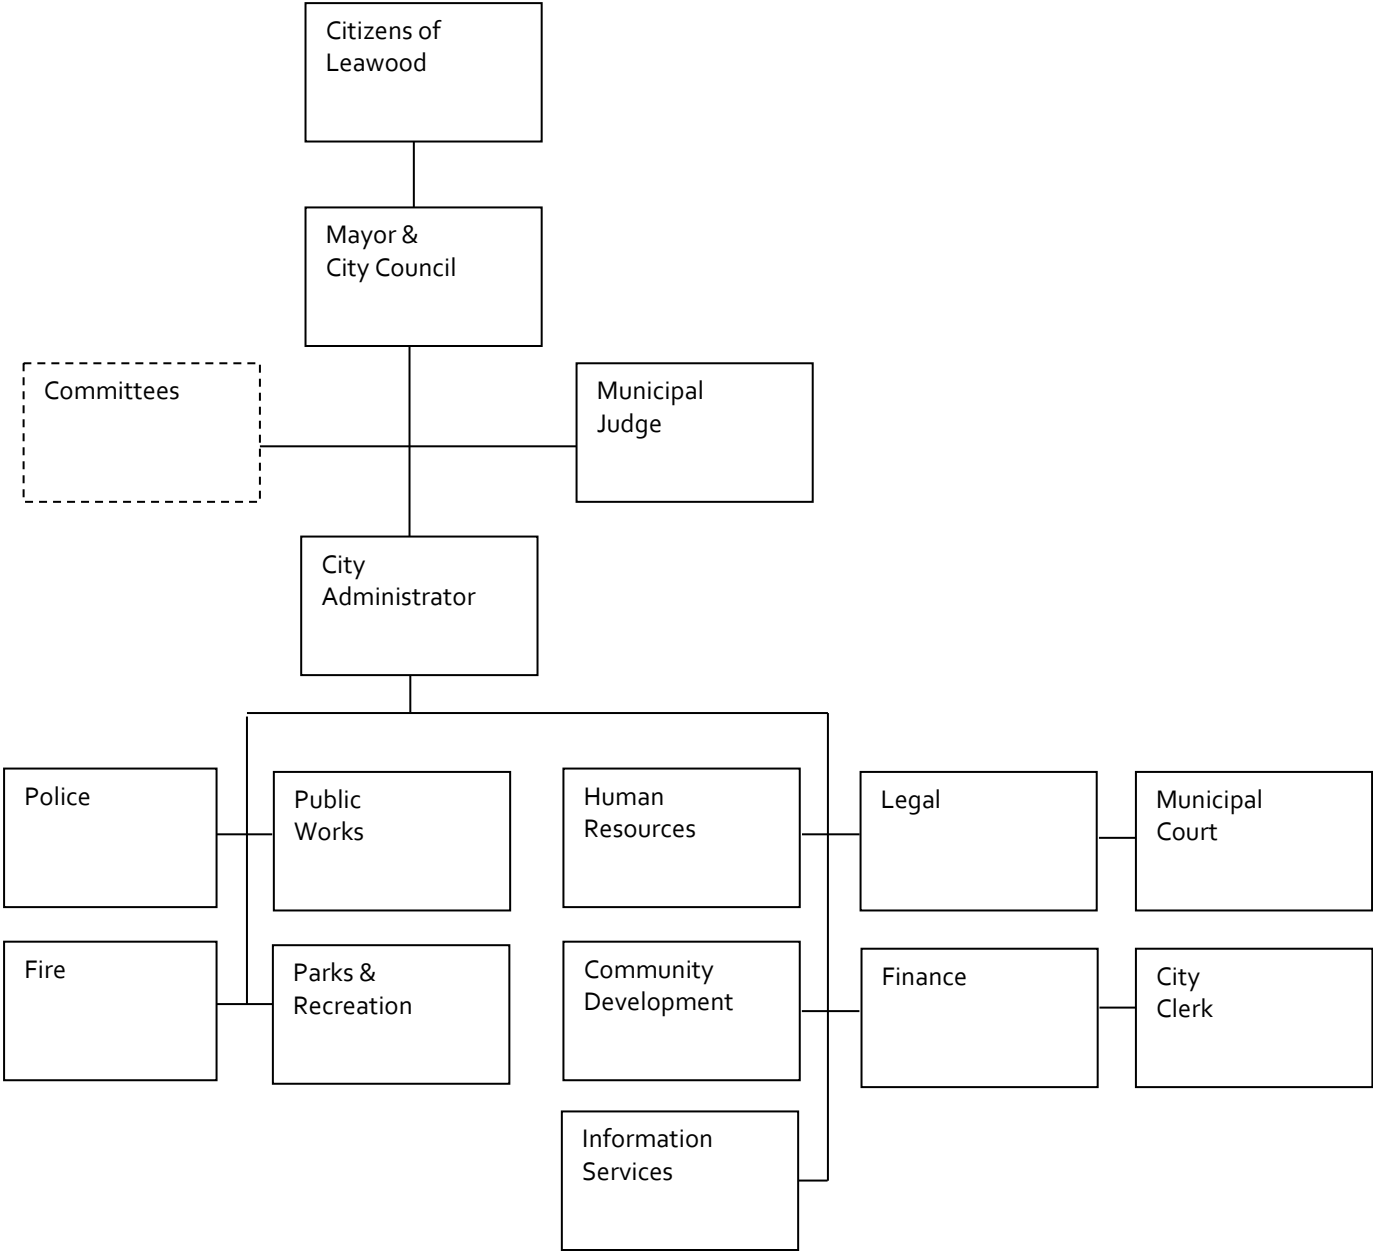 Citizens of
Leawood
Mayor &
City Council
Committees
Municipal
Judge
City
Administrator
Police
Public
Works
Human
Resources
Legal
Municipal
Court
Fire
Parks &
Recreation
Community
Development
Finance
City
Clerk
Information
Services